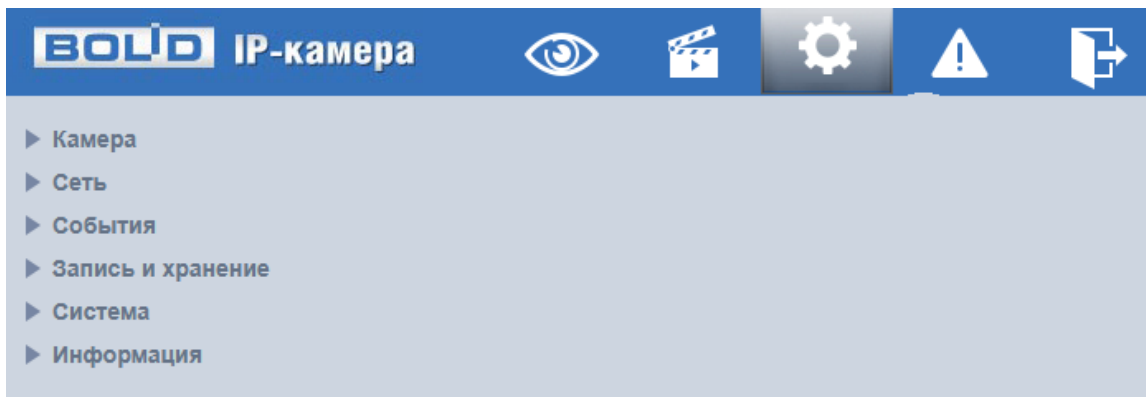 BOLID IP-камера
Камера
Сеть
События
Запись и хранение
Система
Информация